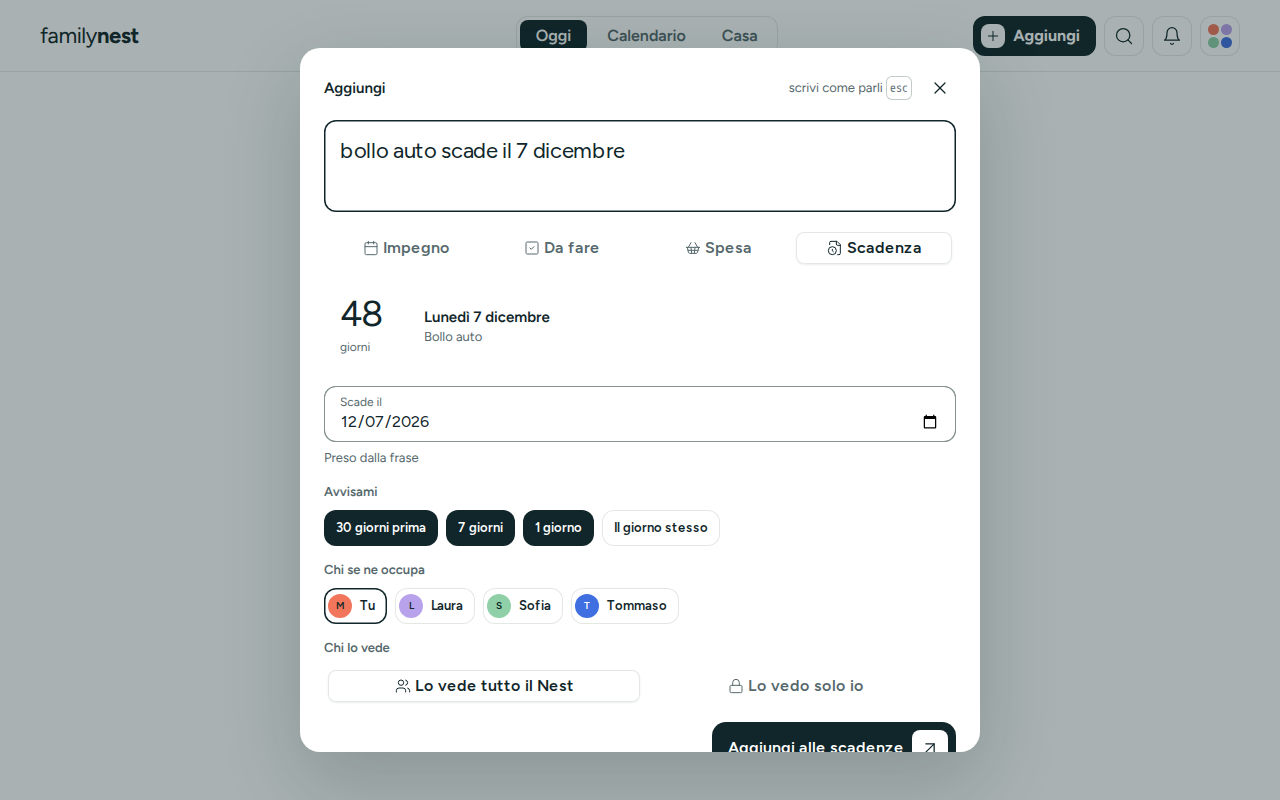 familynest
Oggi
Calendario
Casa
Aggiungi
Aggiungi
scrivi come parli esc
bollo auto scade il 7 dicembre
Impegno
Da fare
Spesa
Scadenza
48
giorni
Lunedì 7 dicembre
Bollo auto
Scade il
12/07/2026
Preso dalla frase
Avvisami
30 giorni prima
7 giorni
1 giorno
Il giorno stesso
Chi se ne occupa
M Tu
L Laura
S Sofia
T Tommaso
Chi lo vede
Lo vede tutto il Nest
Lo vedo solo io
Aggiungi alle scadenze